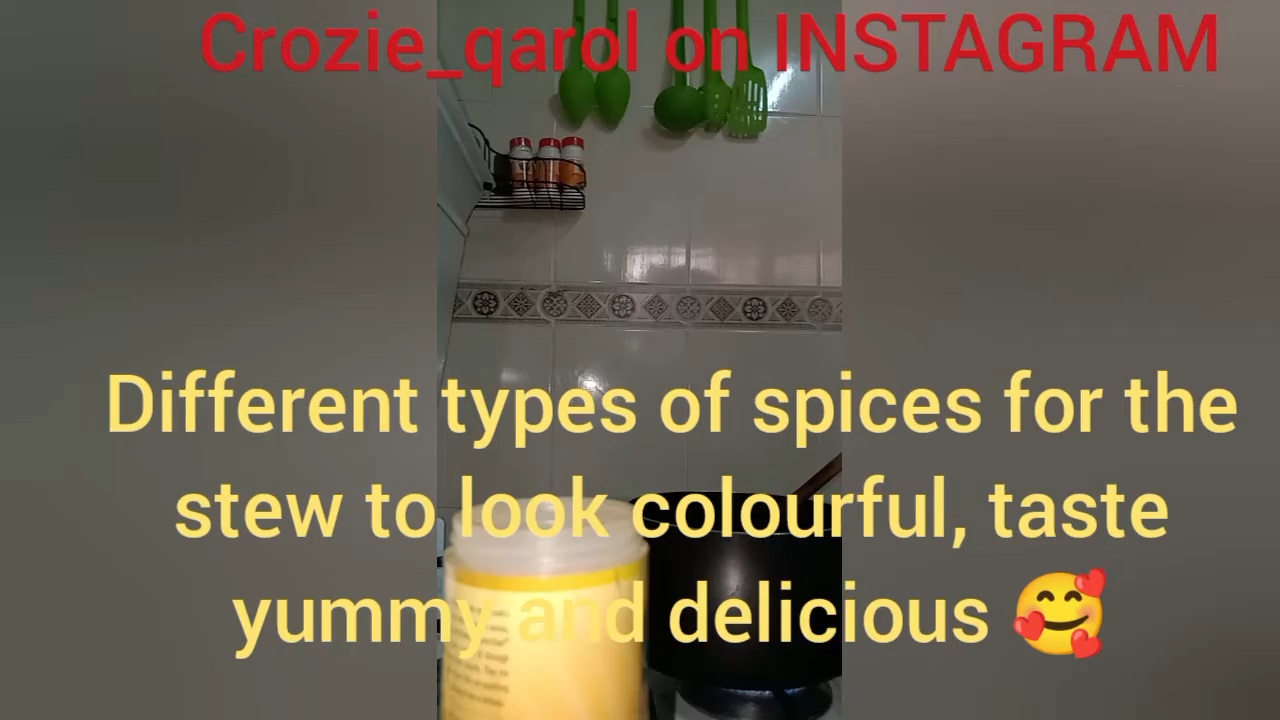 Crozie_qarol on INSTAGRAM
Different types of spices for the
stew to look colourful, taste
yummy and delicious 🥰